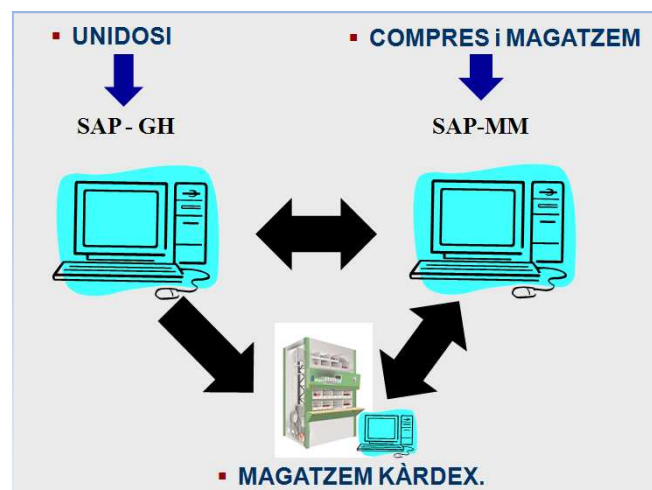 ▪ UNIDOSI
▪ COMPRES i MAGATZEM
SAP - GH
SAP-MM
▪ MAGATZEM KÀRDEX.